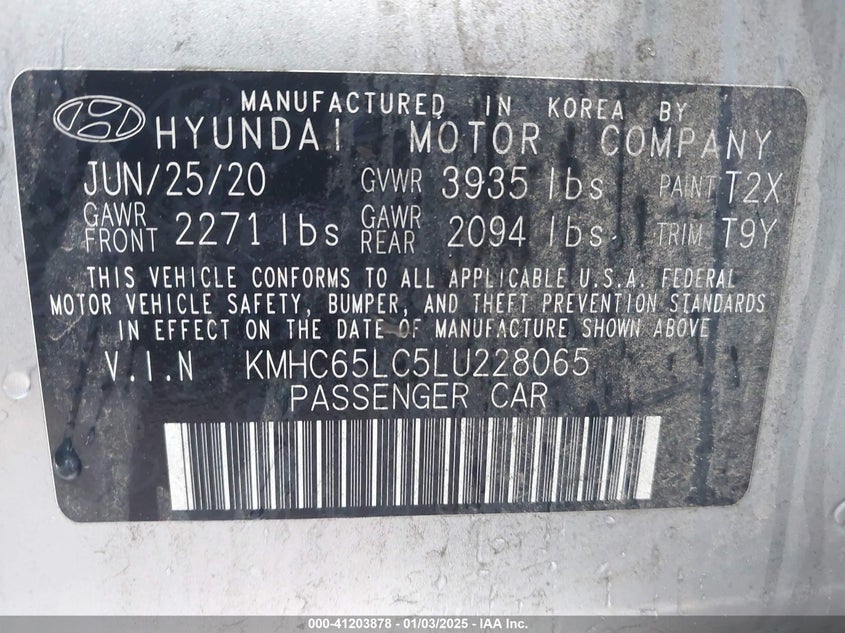 MANUFACTURED IN KOREA BY
HYUNDAI MOTOR COMPANY
JUN/25/20 GVWR 3935 lbs PAINT T2X
GAWR FRONT 2271 lbs GAWR REAR 2094 lbs TRIM T9Y
THIS VEHICLE CONFORMS TO ALL APPLICABLE U.S.A. FEDERAL
MOTOR VEHICLE SAFETY, BUMPER, AND THEFT PREVENTION STANDARDS
IN EFFECT ON THE DATE OF MANUFACTURE SHOWN ABOVE
V.I.N KMHC65LC5LU228065
PASSENGER CAR
000-41203878 - 01/03/2025 - IAAI.COM